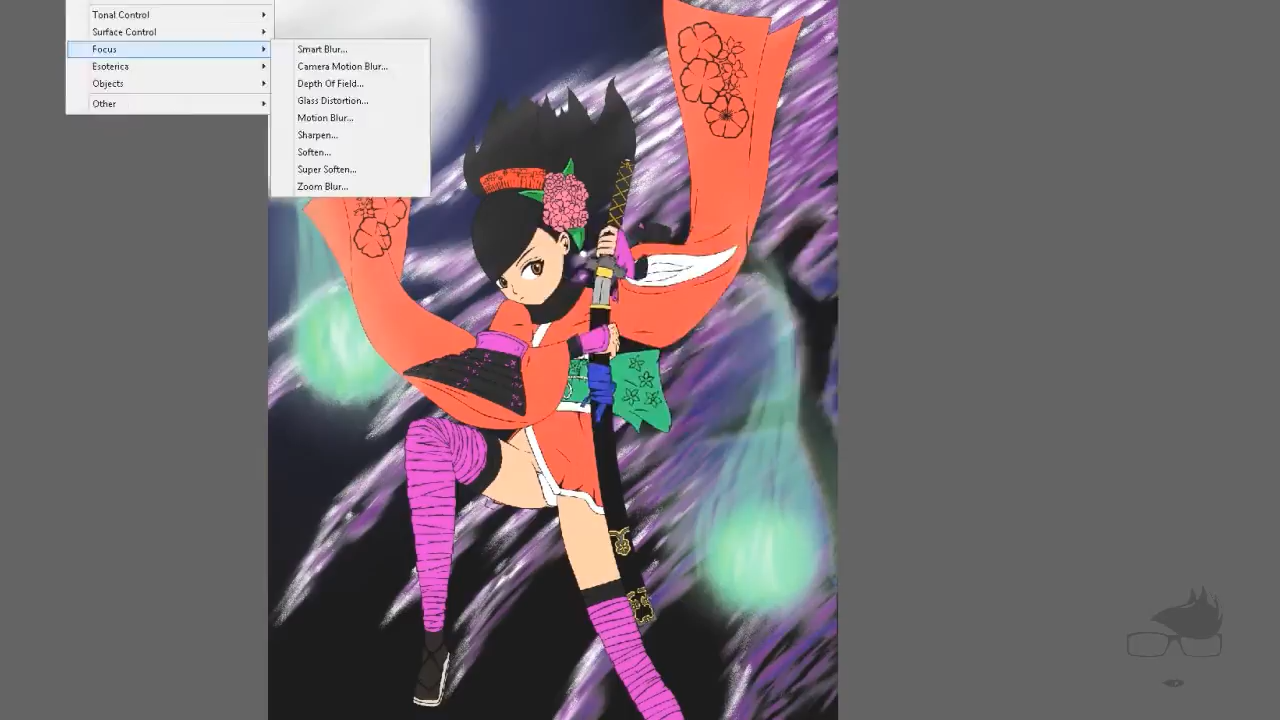 Tonal Control
Surface Control
Focus
Esoterica
Objects
Other
Smart Blur...
Camera Motion Blur...
Depth Of Field...
Glass Distortion...
Motion Blur...
Sharpen...
Soften...
Super Soften...
Zoom Blur...